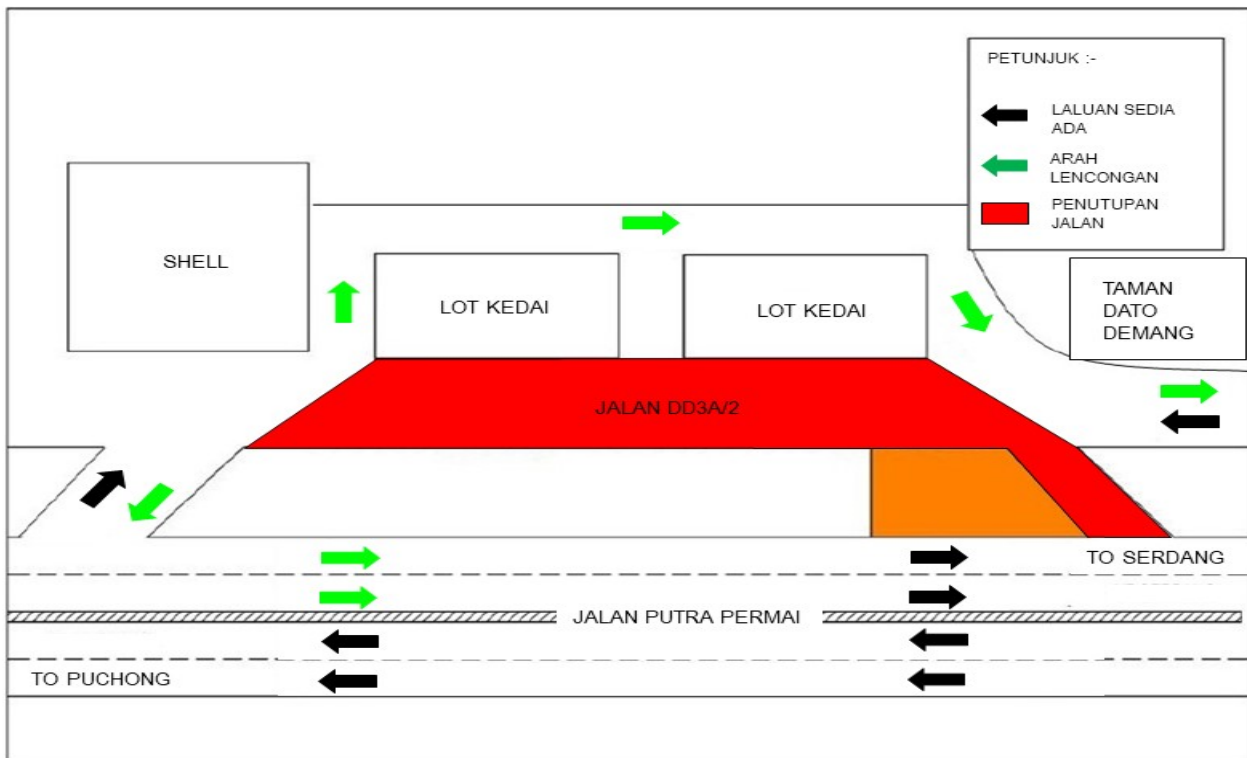 PETUNJUK :-
LALUAN SEDIA
ADA
ARAH
LENCONGAN
PENUTUPAN
JALAN
SHELL
LOT KEDAI
LOT KEDAI
TAMAN
DATO
DEMANG
JALAN DD3A/2
TO SERDANG
JALAN PUTRA PERMAI
TO PUCHONG